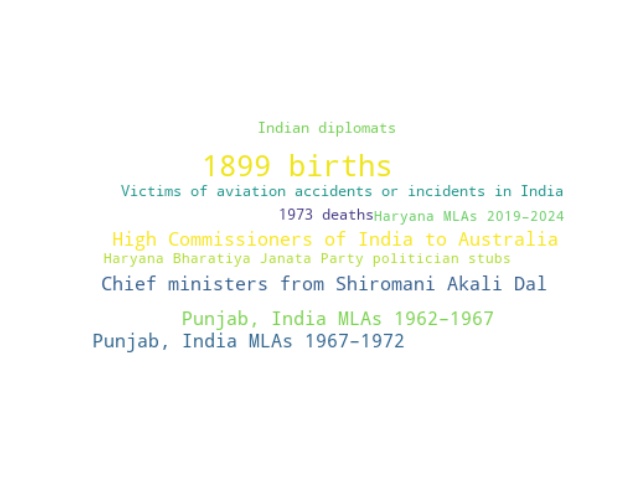 Indian diplomats
1899 births
Victims of aviation accidents or incidents in India
1973 deaths
Haryana MLAs 2019–2024
High Commissioners of India to Australia
Haryana Bharatiya Janata Party politician stubs
Chief ministers from Shiromani Akali Dal
Punjab, India MLAs 1962–1967
Punjab, India MLAs 1967–1972